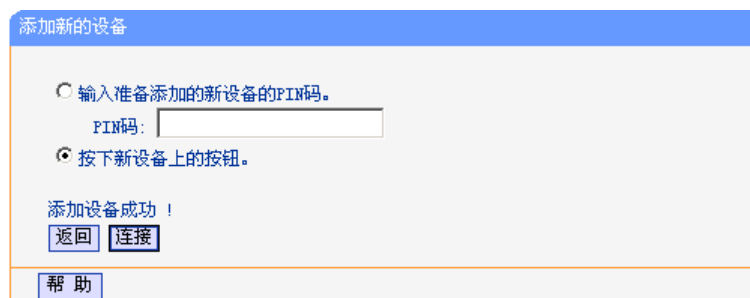 添加新的设备
输入准备添加的新设备的PIN码。
PIN码:
按下新设备上的按钮。
添加设备成功 !
返回 连接
帮 助